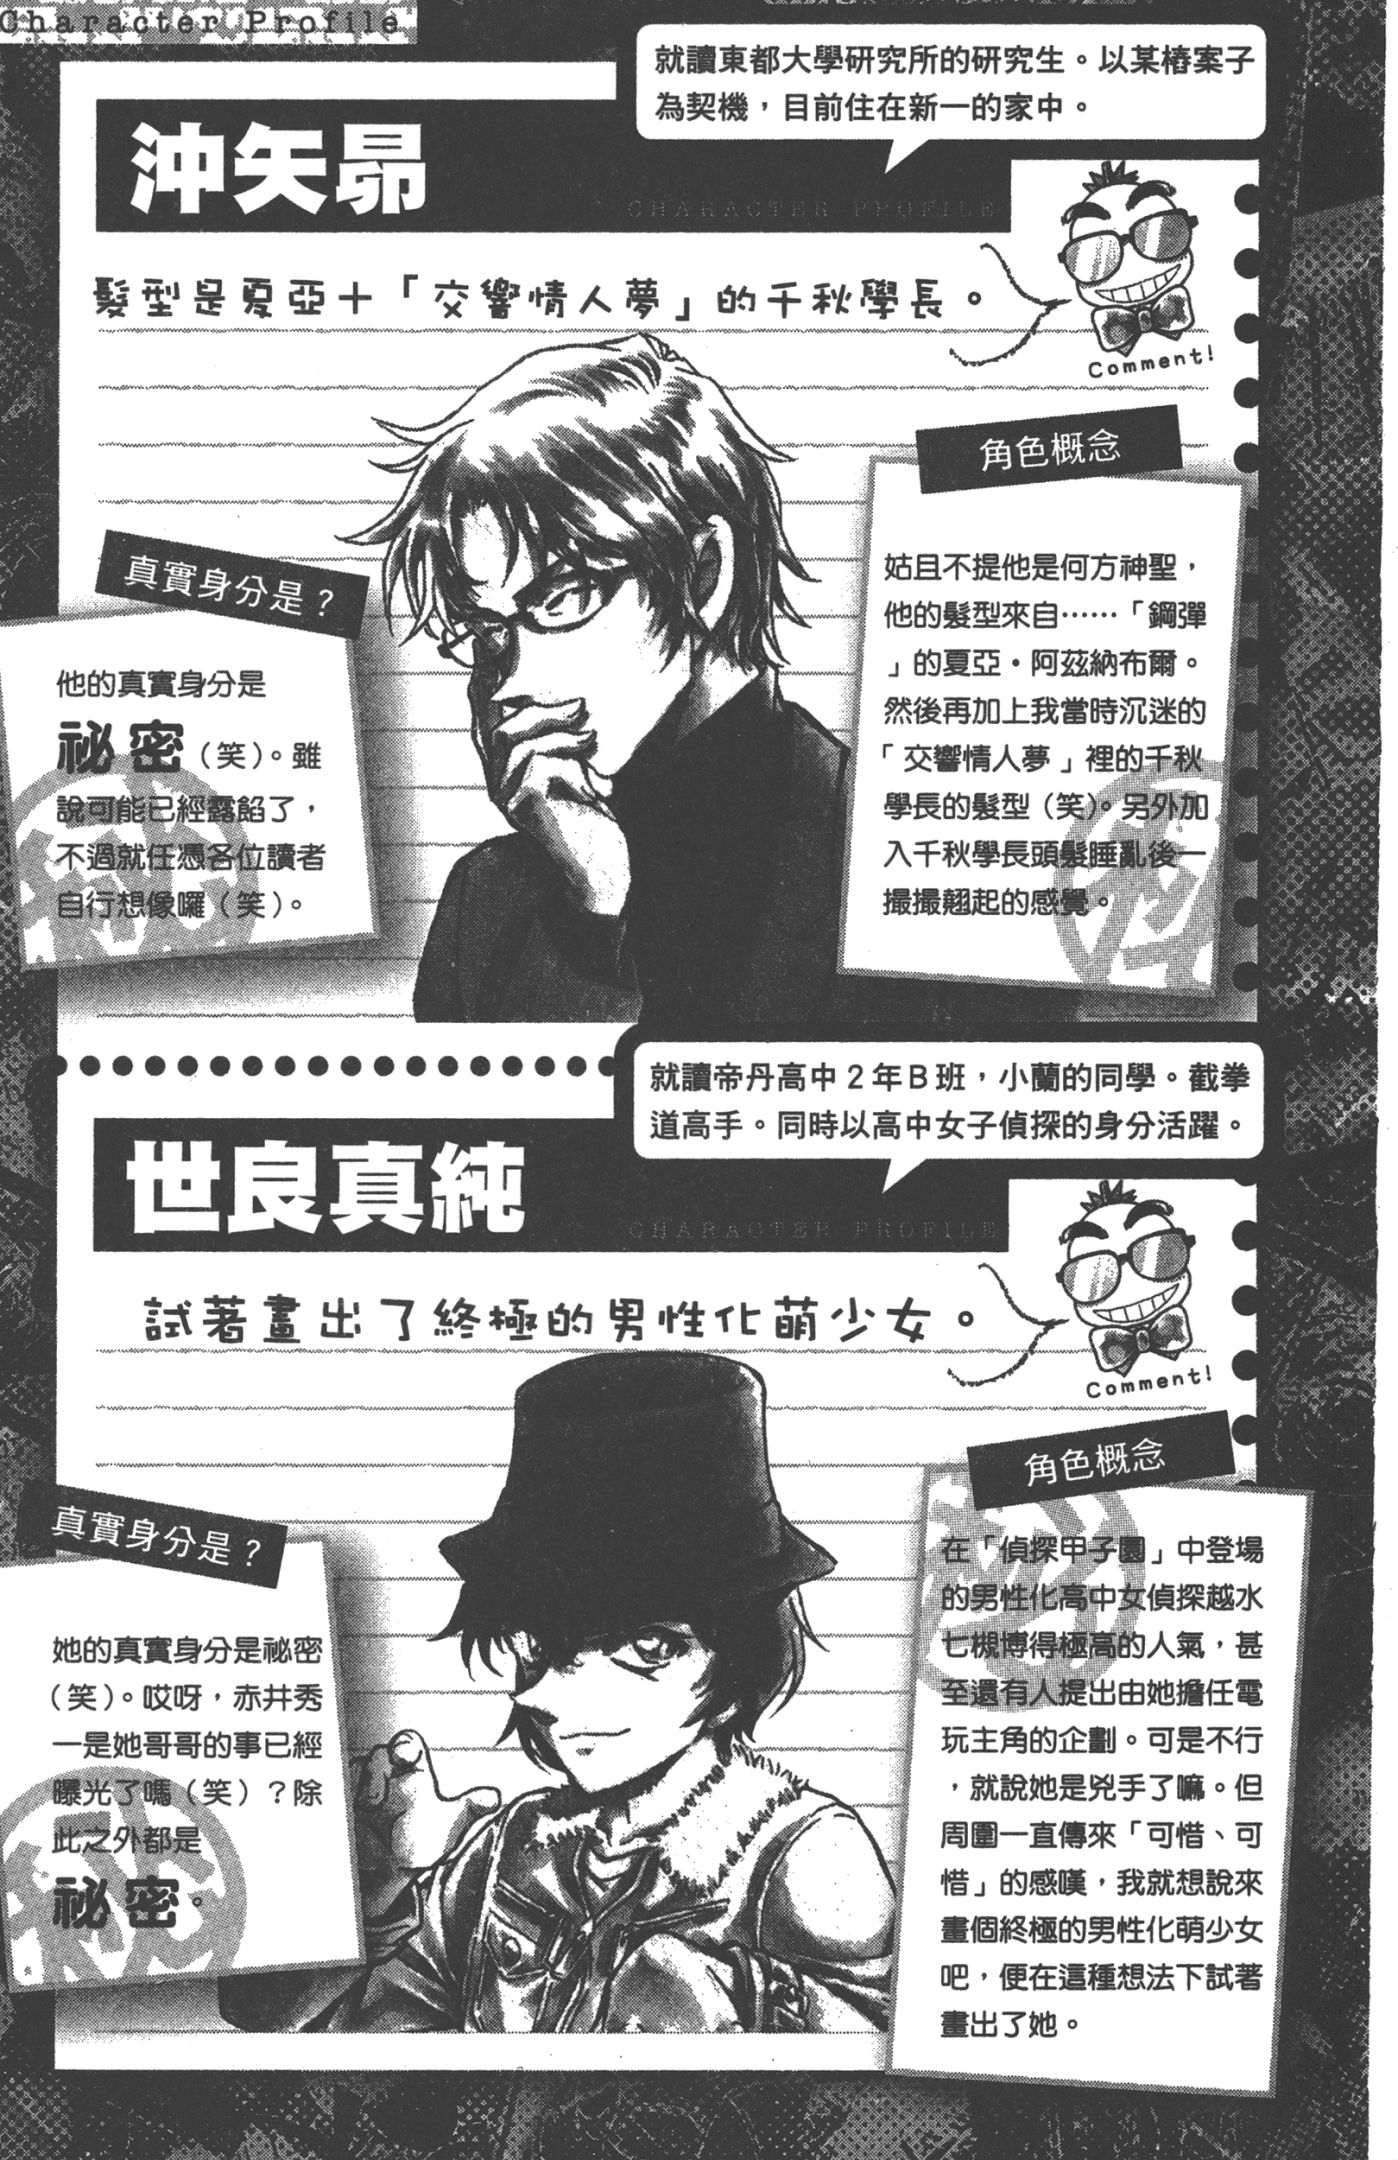 Character Profile
就讀東都大學研究所的研究生。以某樁案子
為契機，目前住在新一的家中。
沖矢昴
CHARACTER PROFILE
髮型是夏亞＋「交響情人夢」的千秋學長。
Comment!
角色概念
姑且不提他是何方神聖，
他的髮型來自……「鋼彈
」的夏亞·阿茲納布爾。
然後再加上我當時沉迷的
「交響情人夢」裡的千秋
學長的髮型（笑）。另外加
入千秋學長頭髮睡亂後一
撮撮翹起的感覺。
真實身分是？
他的真實身分是
祕密（笑）。雖
說可能已經露餡了，
不過就任憑各位讀者
自行想像囉（笑）。
就讀帝丹高中２年Ｂ班，小蘭的同學。截拳
道高手。同時以高中女子偵探的身分活躍。
世良真純
CHARACTER PROFILE
試著畫出了終極的男性化萌少女。
Comment!
角色概念
在「偵探甲子園」中登場
的男性化高中女偵探越水
七槻博得極高的人氣，甚
至還有人提出由她擔任電
玩主角的企劃。可是不行
，就說她是兇手了嘛。但
周圍一直傳來「可惜、可
惜」的感嘆，我就想說來
畫個終極的男性化萌少女
吧，便在這種想法下試著
畫出了她。
真實身分是？
她的真實身分是祕密
（笑）。哎呀，赤井秀
一是她哥哥的事已經
曝光了嗎（笑）？除
此之外都是
祕密。